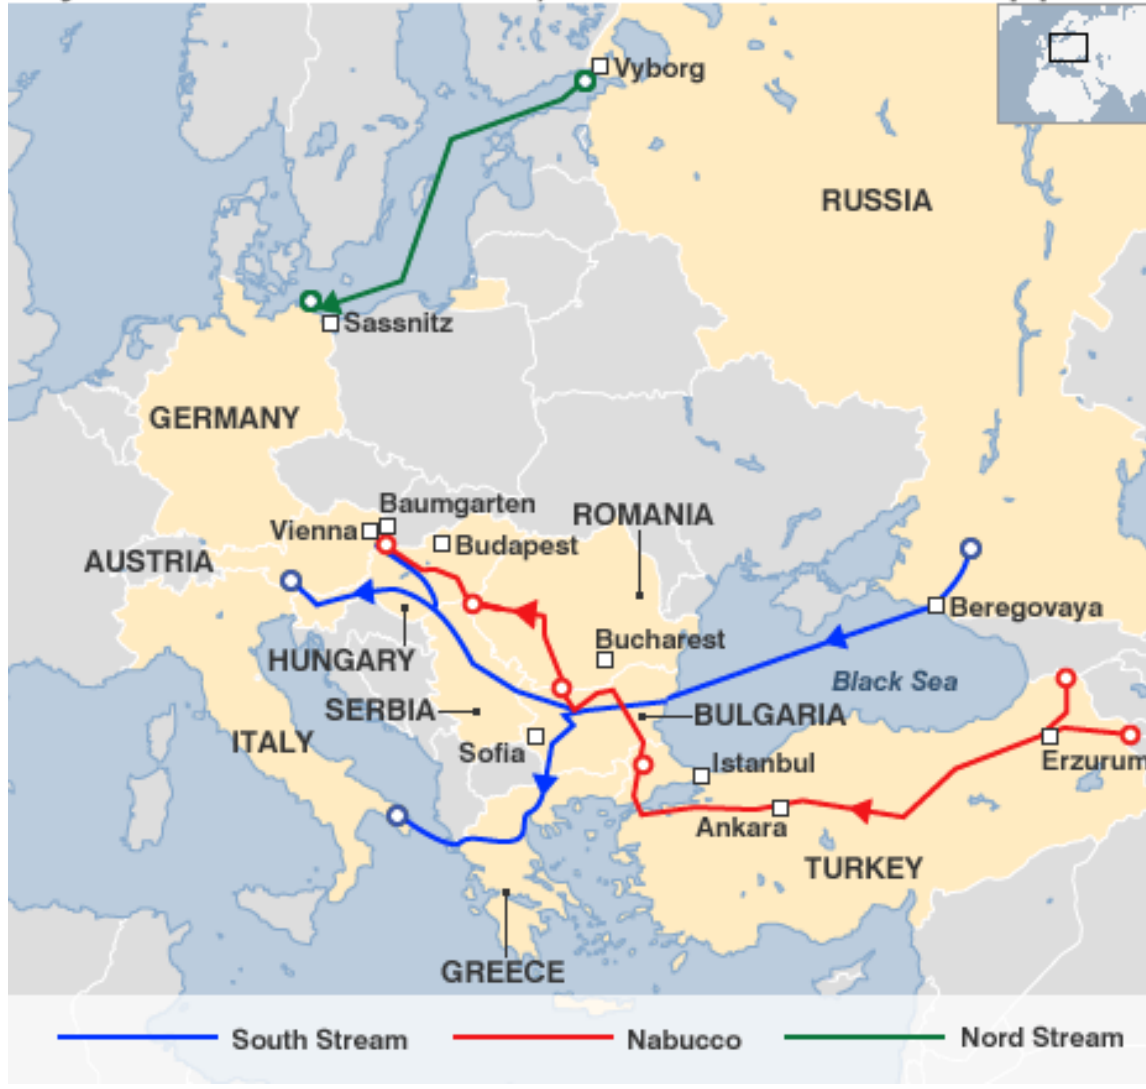 Vyborg
RUSSIA
Sassnitz
GERMANY
Baumgarten
ROMANIA
Vienna
Budapest
AUSTRIA
Beregovaya
Bucharest
HUNGARY
Black Sea
SERBIA
BULGARIA
ITALY
Sofia
Istanbul
Erzurum
Ankara
TURKEY
GREECE
South Stream
Nabucco
Nord Stream